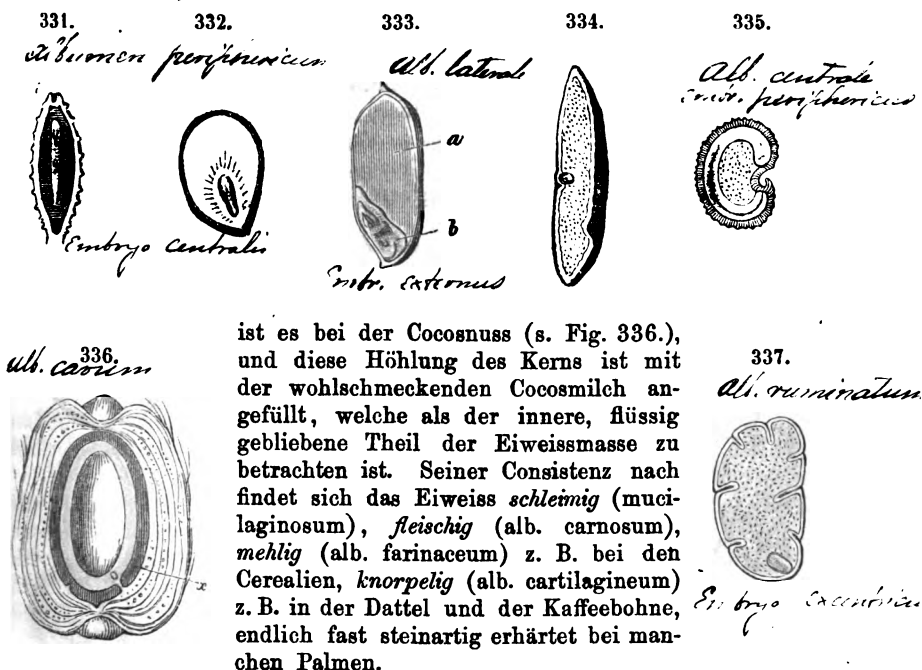 331. 332. 333. 334. 335.
Albumen periphericum
Alb. laterale
Alb. centrale
Embr. periphericus
a
b
Embryo centralis
Embr. externus
336.
Alb. cavum
x
ist es bei der Cocosnuss (s. Fig. 336.),
und diese Höhlung des Kerns ist mit
der wohlschmeckenden Cocosmilch an-
gefüllt, welche als der innere, flüssig
gebliebene Theil der Eiweissmasse zu
betrachten ist. Seiner Consistenz nach
findet sich das Eiweiss schleimig (muci-
laginosum), fleischig (alb. carnosum),
mehlig (alb. farinaceum) z. B. bei den
Cerealien, knorpelig (alb. cartilagineum)
z. B. in der Dattel und der Kaffeebohne,
endlich fast steinartig erhärtet bei man-
chen Palmen.
337.
Alb. ruminatum
Embryo excentricus